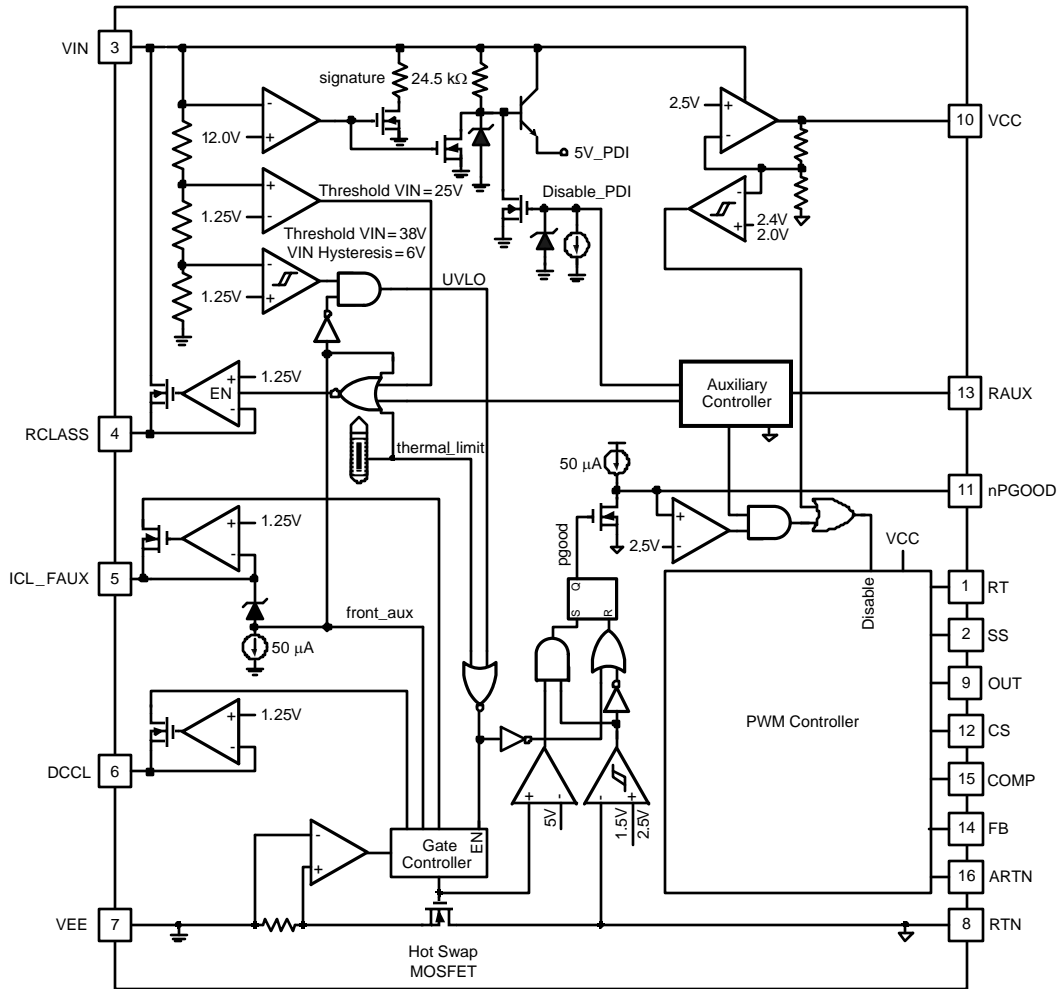 VIN
3
signature
24.5 kΩ
-
+
12.0V
5V_PDI
2.5V
+
-
10
VCC
+
-
1.25V
Threshold VIN=25V
Disable_PDI
-
+
2.4V
2.0V
Threshold VIN=38V
VIN Hysteresis=6V
-
+
1.25V
UVLO
EN
+
-
1.25V
RCLASS
4
Auxiliary
Controller
13
RAUX
thermal_limit
50 μA
11
nPGOOD
+
-
2.5V
VCC
Disable
pgood
Q
S
R
+
-
1.25V
ICL_FAUX
5
front_aux
50 μA
+
-
1.25V
DCCL
6
+
-
5V
-
+
1.5V
2.5V
PWM Controller
1
RT
2
SS
9
OUT
12
CS
15
COMP
14
FB
16
ARTN
-
+
Gate
Controller
EN
VEE
7
8
RTN
Hot Swap
MOSFET